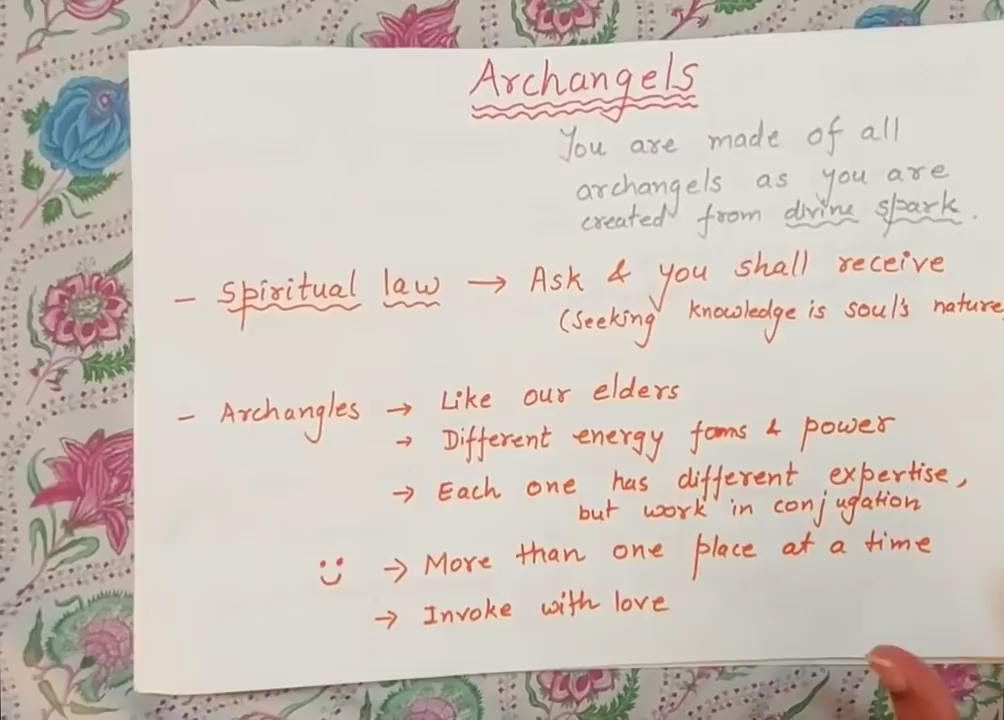 Archangels
You are made of all
archangels as you are
created from divine spark.
- spiritual law → Ask & you shall receive
(Seeking knowledge is soul's nature
- Archangles → Like our elders
→ Different energy foms & power
→ Each one has different expertise,
but work in conjugation
→ More than one place at a time
→ Invoke with love